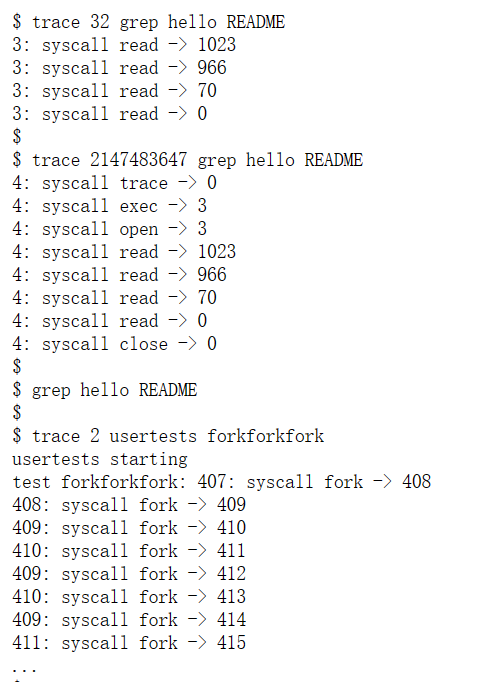 $ trace 32 grep hello README
3: syscall read -> 1023
3: syscall read -> 966
3: syscall read -> 70
3: syscall read -> 0
$
$ trace 2147483647 grep hello README
4: syscall trace -> 0
4: syscall exec -> 3
4: syscall open -> 3
4: syscall read -> 1023
4: syscall read -> 966
4: syscall read -> 70
4: syscall read -> 0
4: syscall close -> 0
$
$ grep hello README
$
$ trace 2 usertests forkforkfork
usertests starting
test forkforkfork: 407: syscall fork -> 408
408: syscall fork -> 409
409: syscall fork -> 410
410: syscall fork -> 411
409: syscall fork -> 412
410: syscall fork -> 413
409: syscall fork -> 414
411: syscall fork -> 415
...